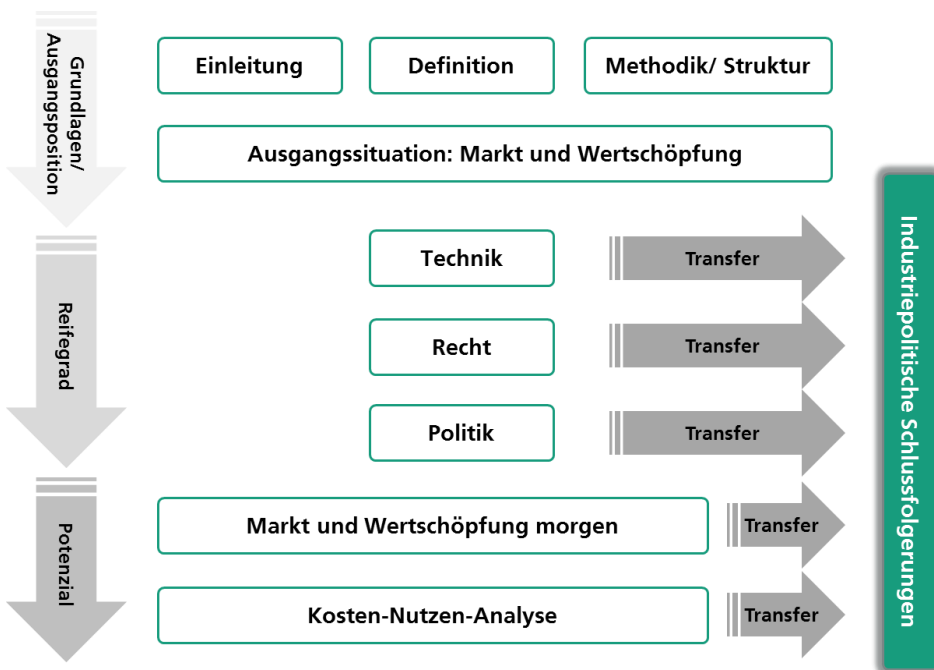 Grundlagen/
Ausgangsposition
Einleitung
Definition
Methodik/ Struktur
Ausgangssituation: Markt und Wertschöpfung
Reifegrad
Technik
Transfer
Recht
Transfer
Politik
Transfer
Potenzial
Markt und Wertschöpfung morgen
Transfer
Kosten-Nutzen-Analyse
Transfer
Industriepolitische Schlussfolgerungen